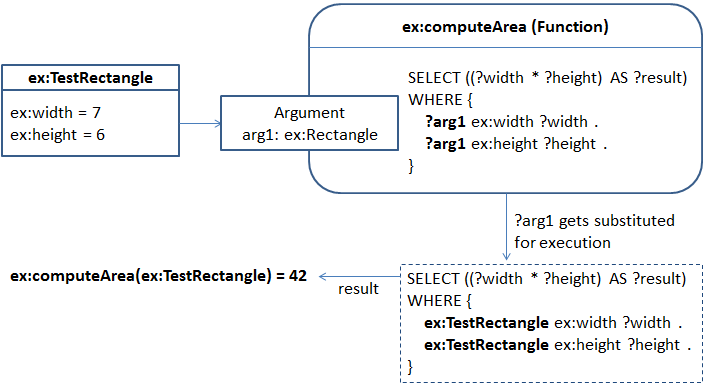 ex:computeArea (Function)
ex:TestRectangle
ex:width = 7
ex:height = 6
Argument
arg1: ex:Rectangle
SELECT ((?width * ?height) AS ?result)
WHERE {
?arg1 ex:width ?width .
?arg1 ex:height ?height .
}
?arg1 gets substituted
for execution
SELECT ((?width * ?height) AS ?result)
WHERE {
ex:TestRectangle ex:width ?width .
ex:TestRectangle ex:height ?height .
}
result
ex:computeArea(ex:TestRectangle) = 42